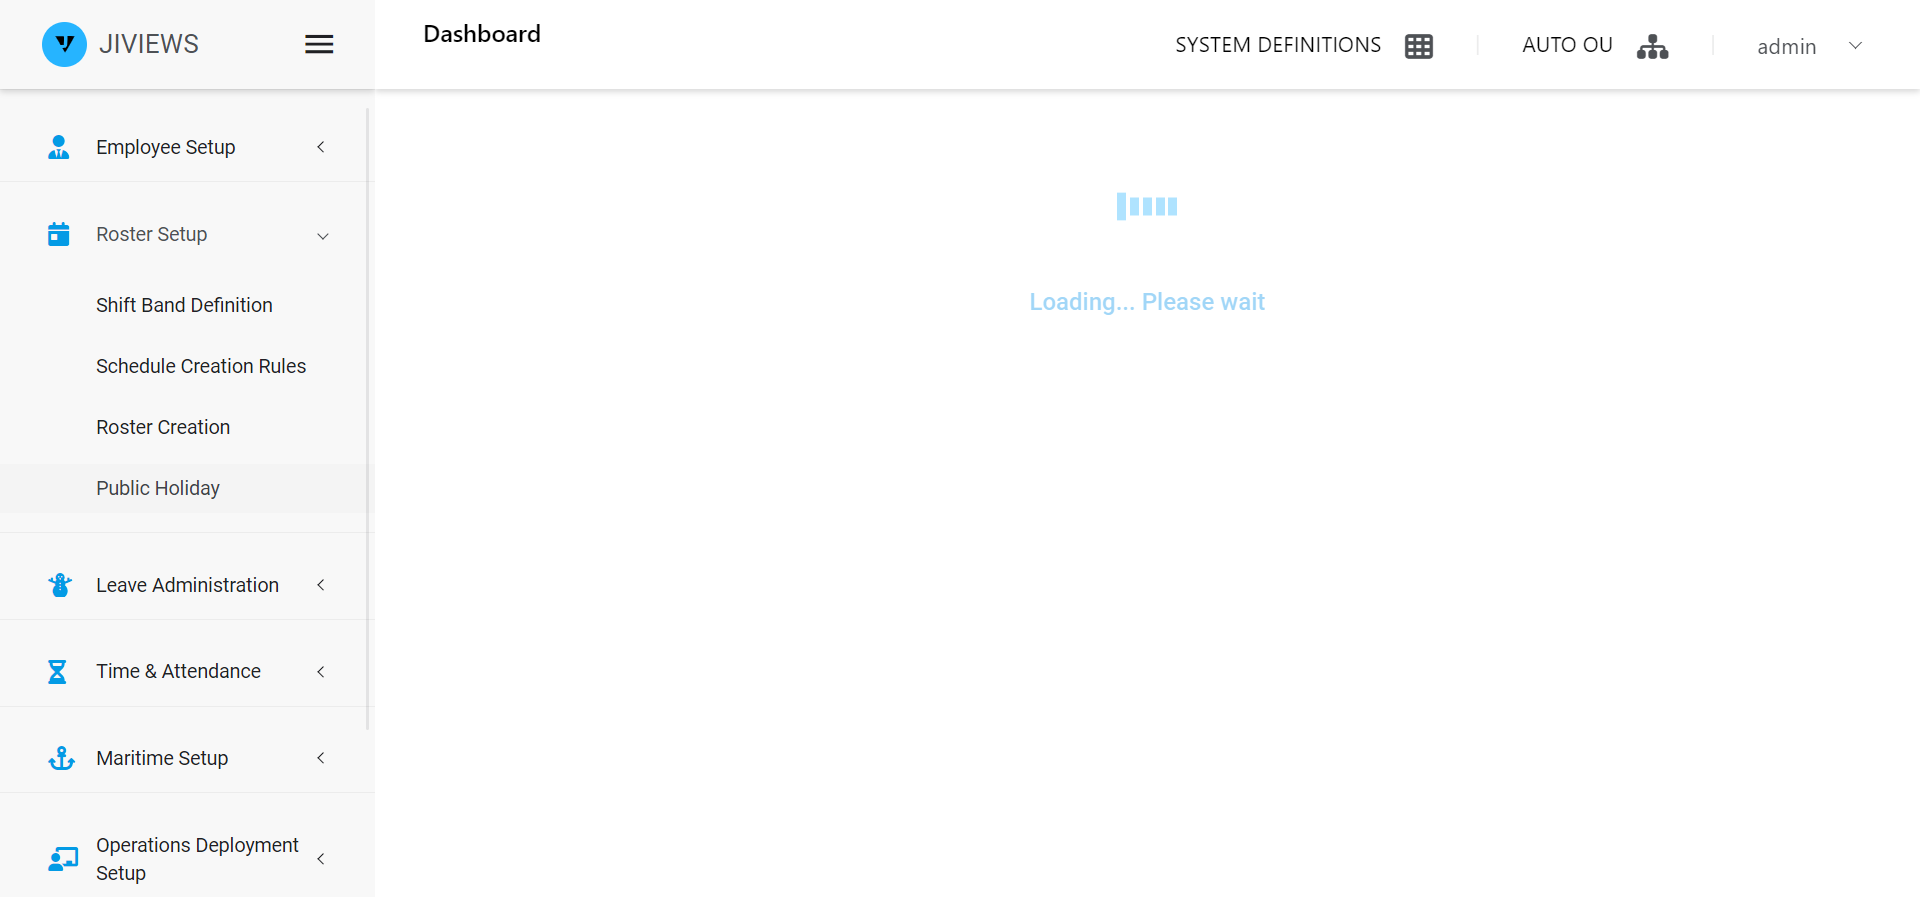 JIVIEWS
Dashboard
SYSTEM DEFINITIONS
AUTO OU
admin
Employee Setup
Roster Setup
Shift Band Definition
Schedule Creation Rules
Roster Creation
Public Holiday
Leave Administration
Time & Attendance
Maritime Setup
Operations Deployment
Setup
Loading... Please wait